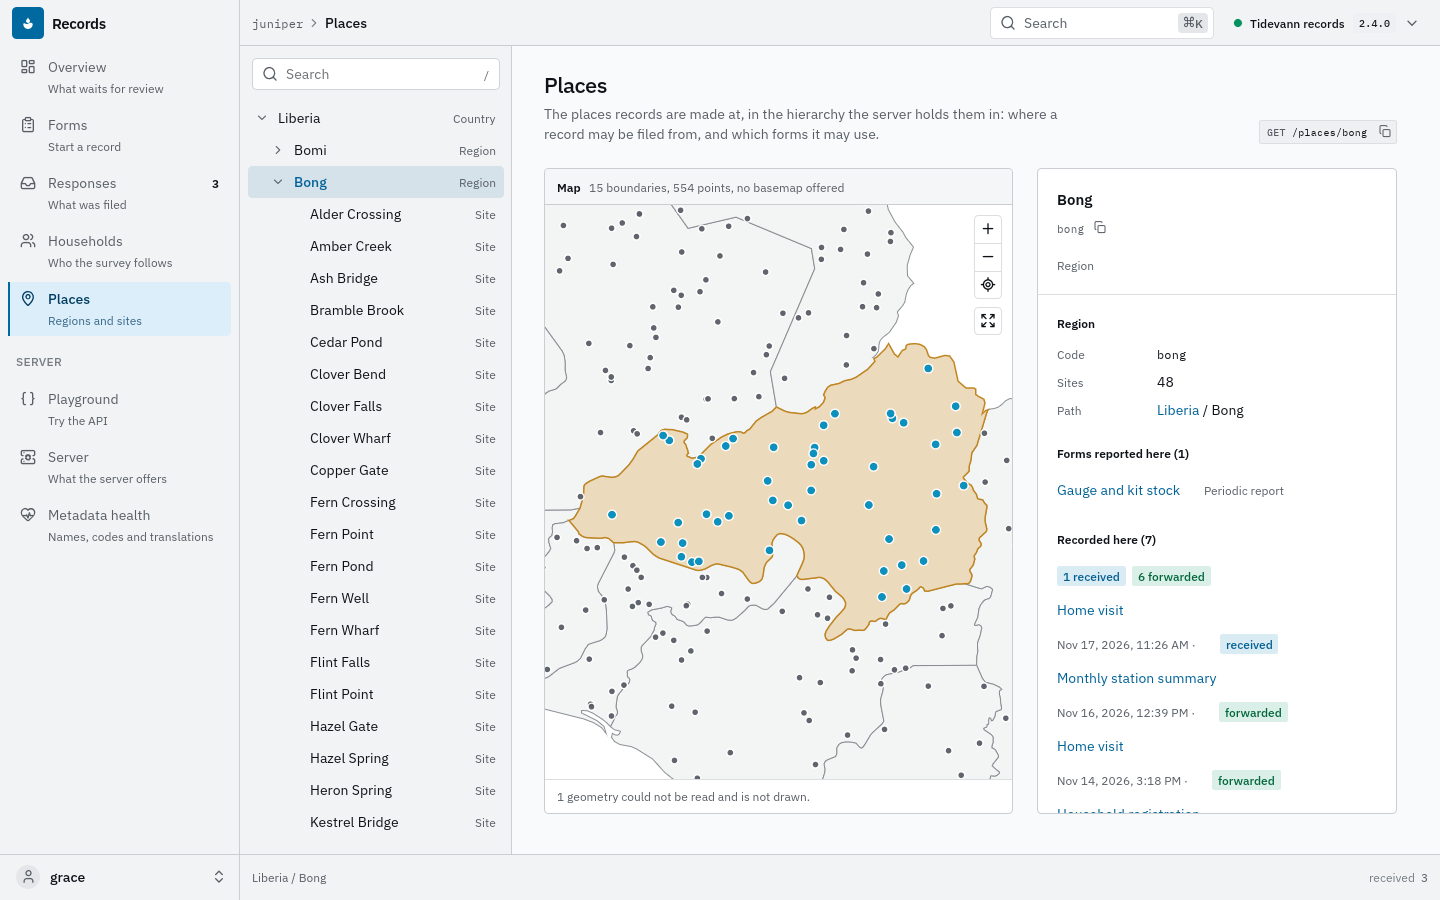 Records
Overview
What waits for review
Forms
Start a record
Responses
3
What was filed
Households
Who the survey follows
Places
Regions and sites
SERVER
Playground
Try the API
Server
What the server offers
Metadata health
Names, codes and translations
grace
juniper
Places
Search
⌘K
Tidevann records
2.4.0
Search
/
Liberia
Country
Bomi
Region
Bong
Region
Alder Crossing
Site
Amber Creek
Site
Ash Bridge
Site
Bramble Brook
Site
Cedar Pond
Site
Clover Bend
Site
Clover Falls
Site
Clover Wharf
Site
Copper Gate
Site
Fern Crossing
Site
Fern Point
Site
Fern Pond
Site
Fern Well
Site
Fern Wharf
Site
Flint Falls
Site
Flint Point
Site
Hazel Gate
Site
Hazel Spring
Site
Heron Spring
Site
Kestrel Bridge
Site
Places
The places records are made at, in the hierarchy the server holds them in: where a
record may be filed from, and which forms it may use.
GET /places/bong
Map
15 boundaries, 554 points, no basemap offered
1 geometry could not be read and is not drawn.
Bong
bong
Region
Region
Code
bong
Sites
48
Path
Liberia / Bong
Forms reported here (1)
Gauge and kit stock
Periodic report
Recorded here (7)
1 received
6 forwarded
Home visit
Nov 17, 2026, 11:26 AM ·
received
Monthly station summary
Nov 16, 2026, 12:39 PM ·
forwarded
Home visit
Nov 14, 2026, 3:18 PM ·
forwarded
Household registration
Liberia / Bong
received 3